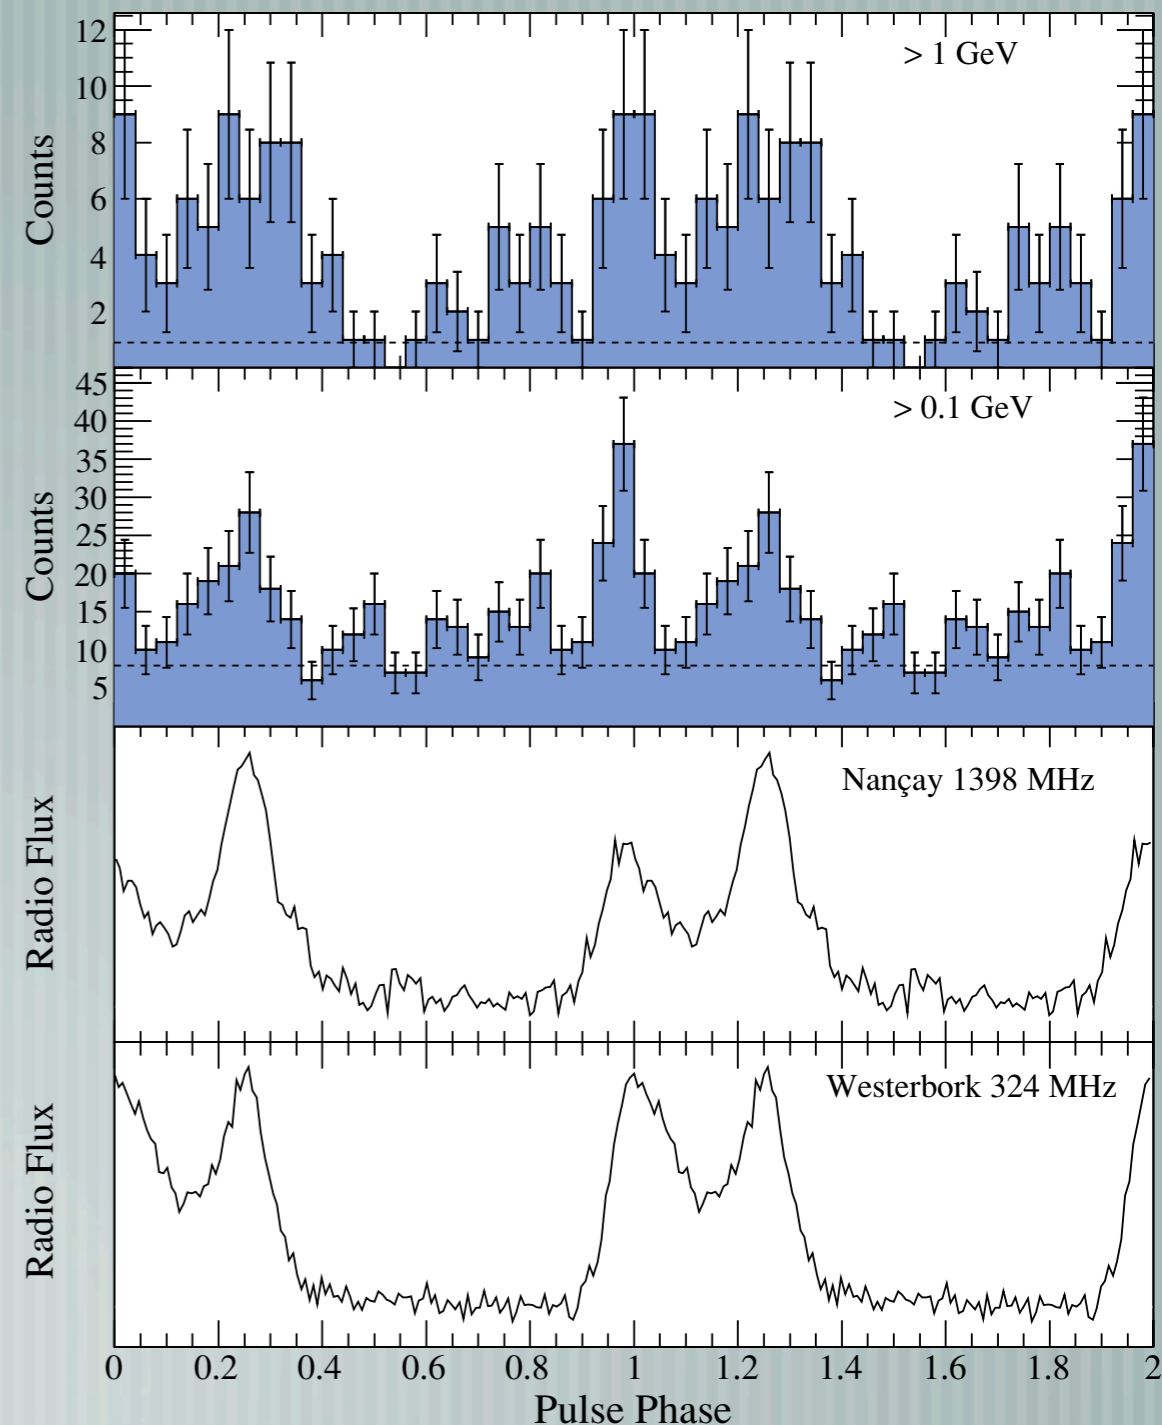 12
10
8
6
4
2
Counts
> 1 GeV
45
40
35
30
25
20
15
10
5
Counts
> 0.1 GeV
Radio Flux
Nançay 1398 MHz
Radio Flux
Westerbork 324 MHz
0 0.2 0.4 0.6 0.8 1 1.2 1.4 1.6 1.8 2
Pulse Phase